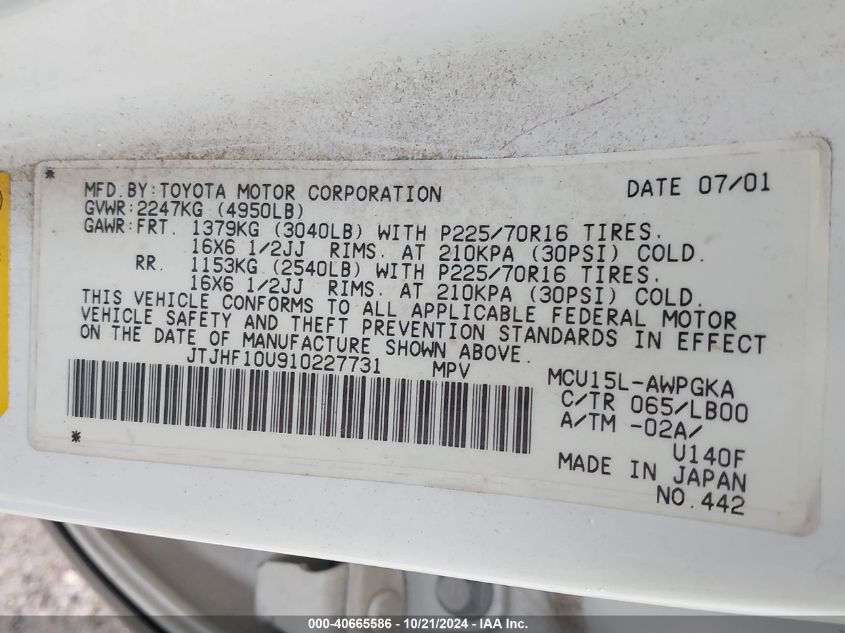 MFD.BY:TOYOTA MOTOR CORPORATION DATE 07/01
GVWR:2247KG (4950LB)
GAWR:FRT. 1379KG (3040LB) WITH P225/70R16 TIRES.
16X6 1/2JJ RIMS. AT 210KPA (30PSI) COLD.
RR. 1153KG (2540LB) WITH P225/70R16 TIRES.
16X6 1/2JJ RIMS. AT 210KPA (30PSI) COLD.
THIS VEHICLE CONFORMS TO ALL APPLICABLE FEDERAL MOTOR
VEHICLE SAFETY AND THEFT PREVENTION STANDARDS IN EFFECT
ON THE DATE OF MANUFACTURE SHOWN ABOVE.
JTJHF10U910227731 MPV MCU15L-AWPGKA
C/TR 065/LB00
A/TM -02A/
U140F
MADE IN JAPAN
NO.442
000-40665586 - 10/21/2024 - IAA Inc.